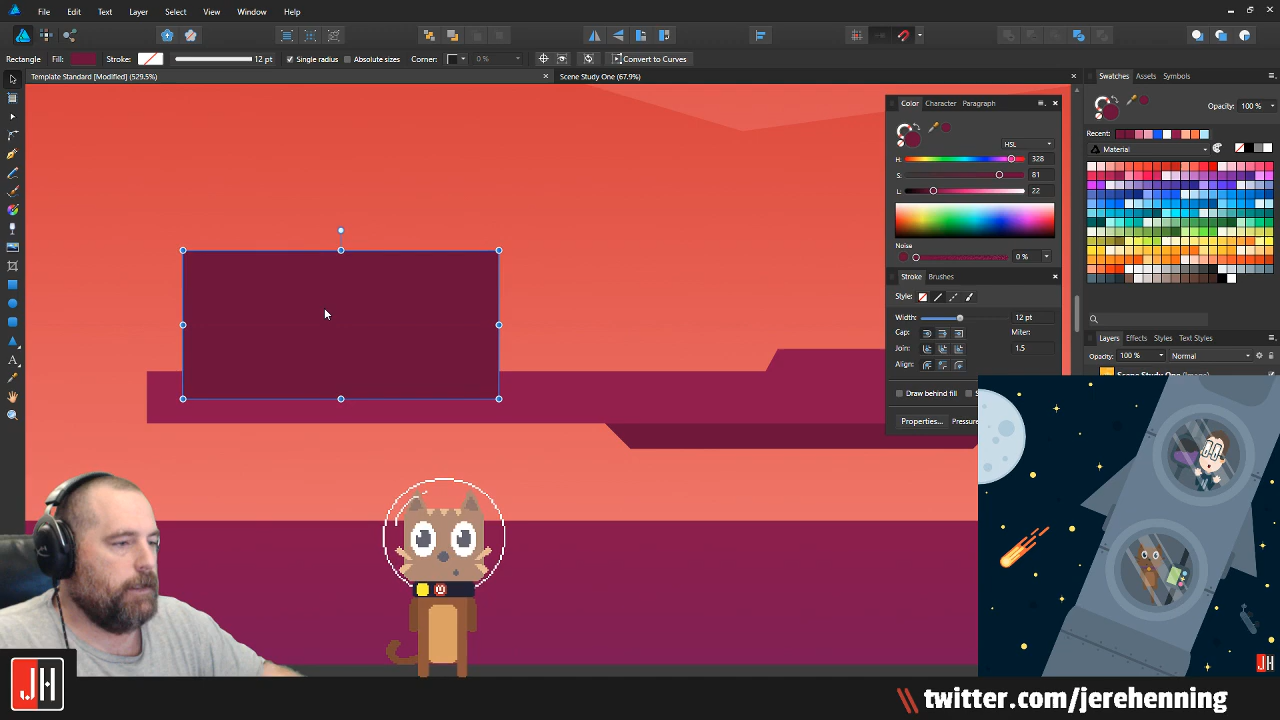 File Edit Text Layer Select View Window Help
Rectangle Fill: Stroke: 12 pt Single radius Absolute sizes Corner: 0 % Convert to Curves
Template Standard [Modified] (529.5%) Scene Study One (67.9%)
Color Character Paragraph
HSL
H: 328
S: 81
L: 22
Noise
0 %
Stroke Brushes
Style:
Width: 12 pt
Cap: Miter:
Join: 1.5
Align:
Draw behind fill
Properties... Pressure
Swatches Assets Symbols
Opacity: 100 %
Recent:
Material
Layers Effects Styles Text Styles
Opacity: 100 % Normal
JH
JH
\\ twitter.com/jerehenning